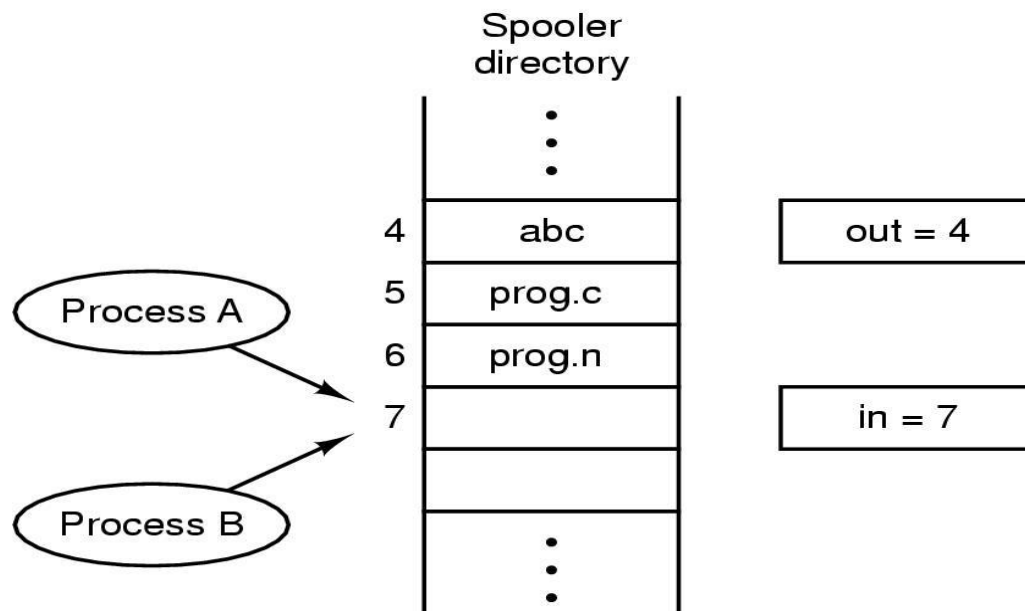 Spooler
directory
4 abc out = 4
Process A
5 prog.c
6 prog.n
7 in = 7
Process B